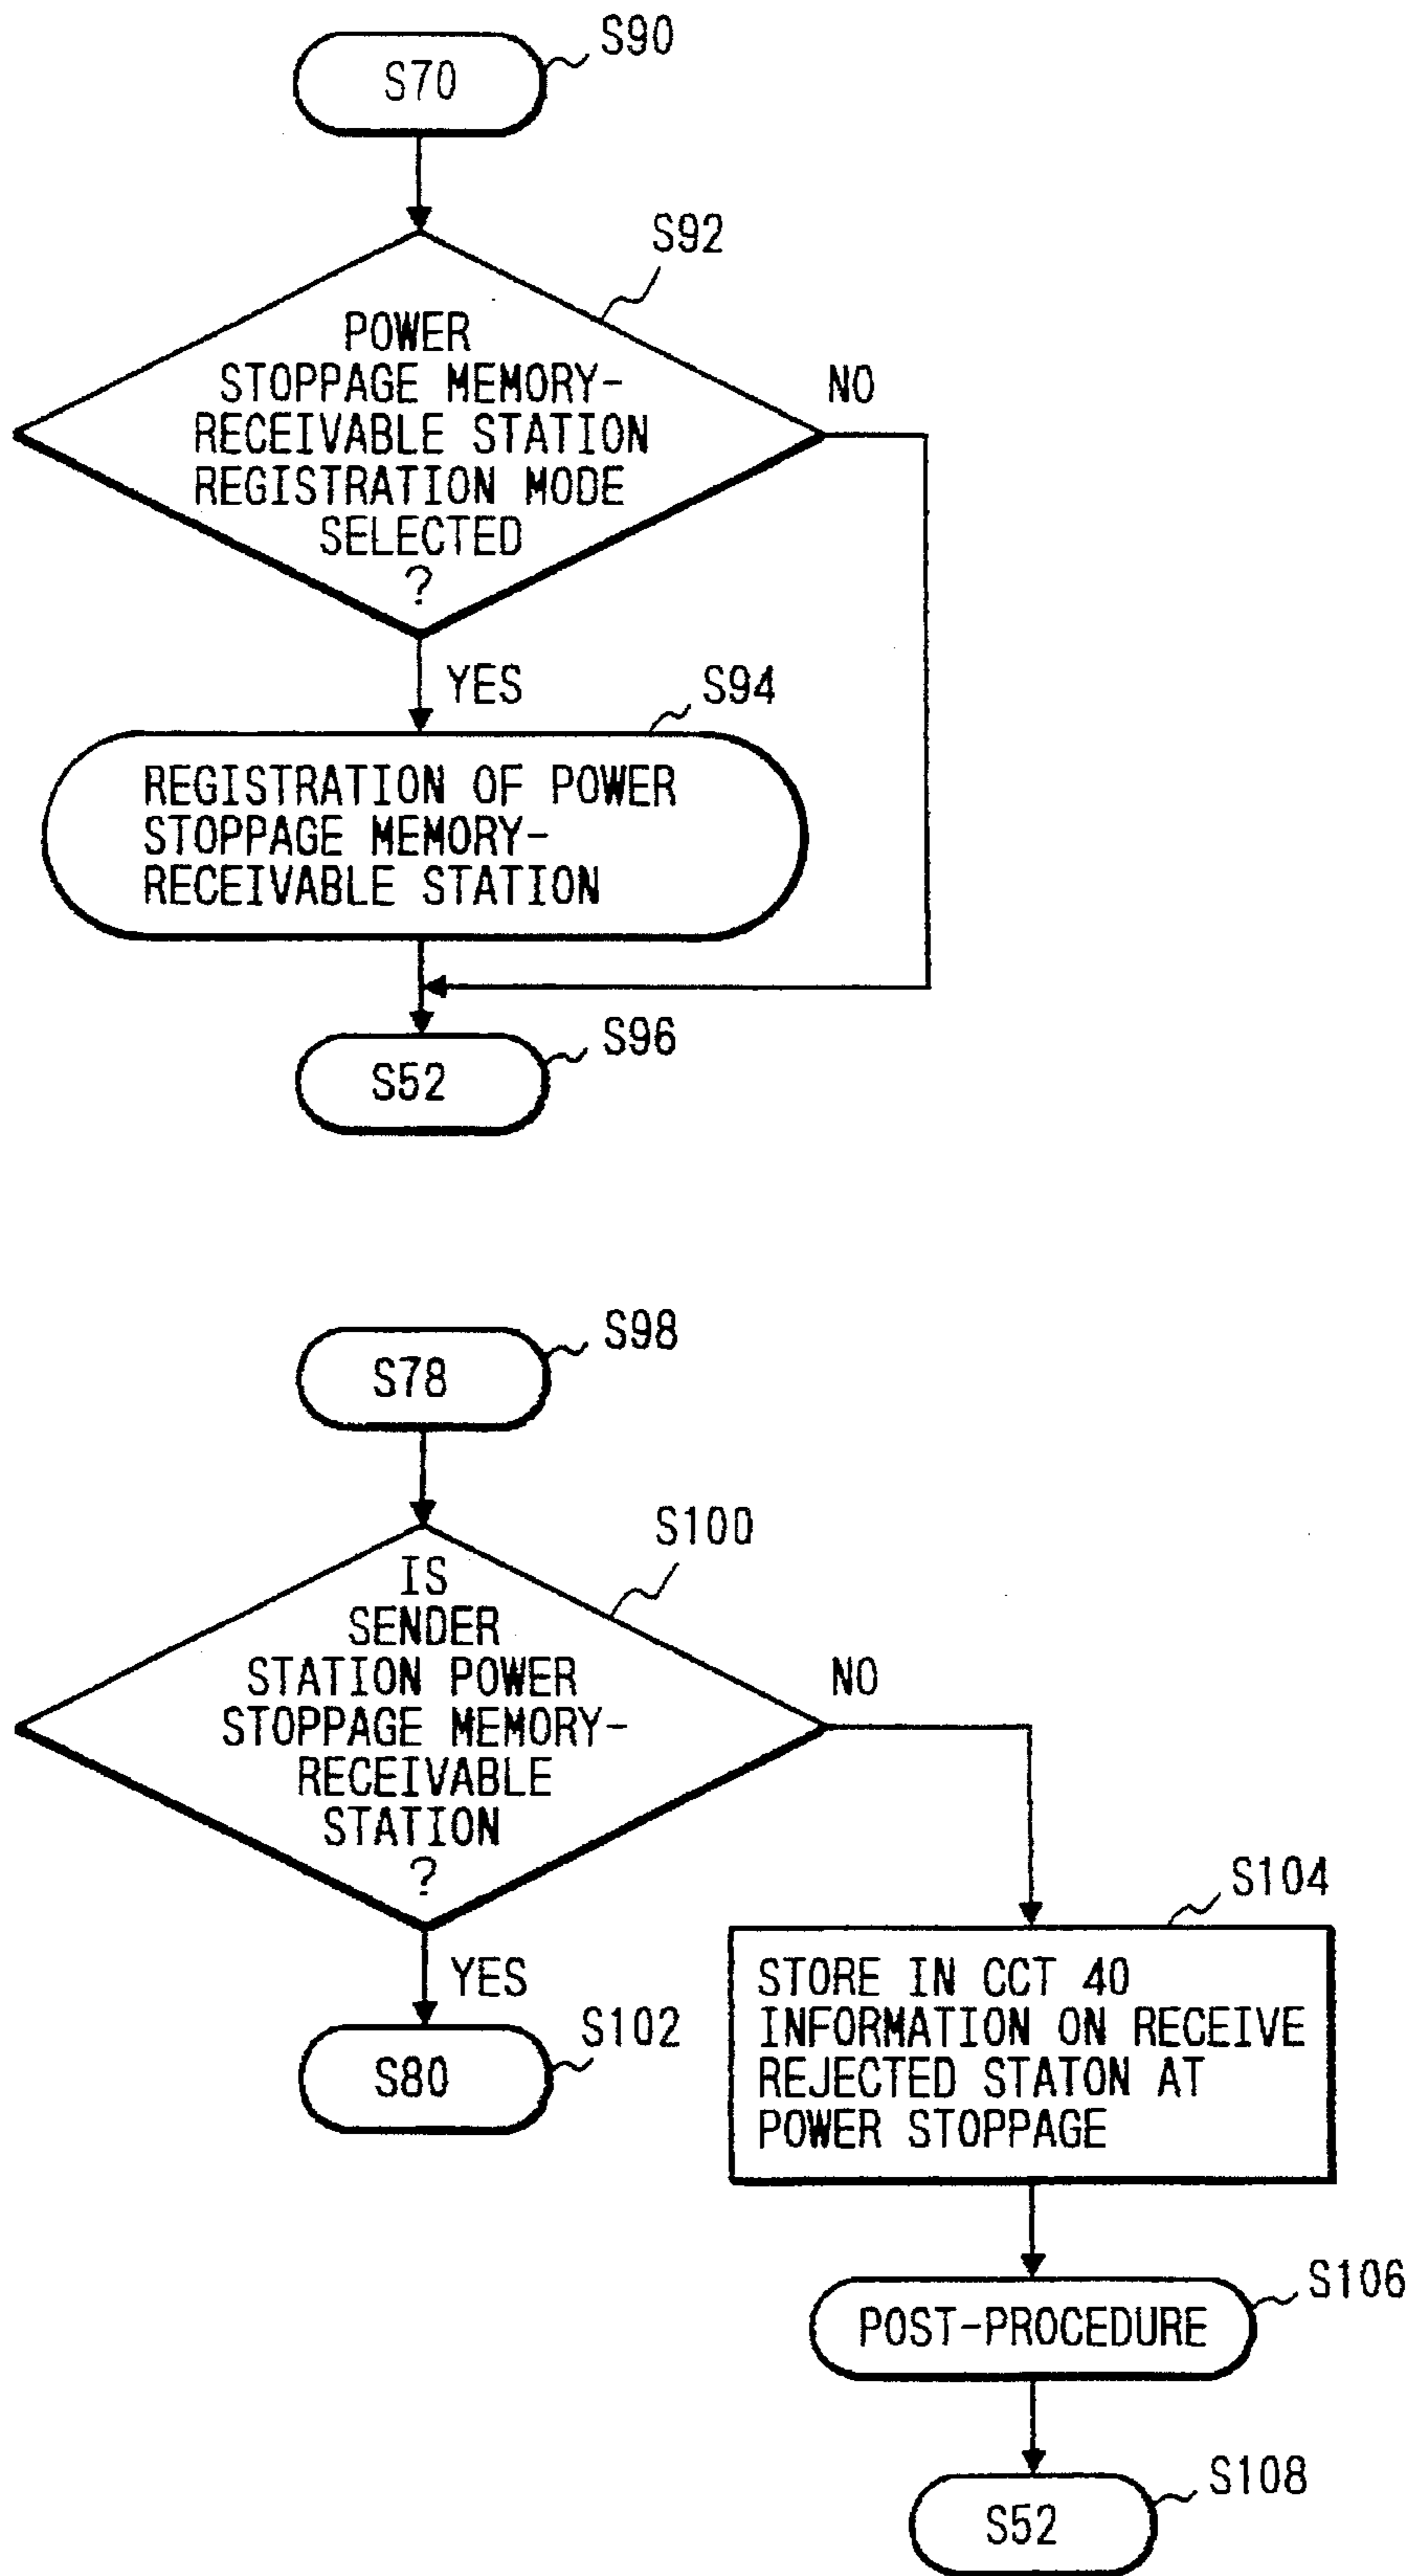 S90
S70
S92
POWER
STOPPAGE MEMORY-
RECEIVABLE STATION
REGISTRATION MODE
SELECTED
?
NO
YES
S94
REGISTRATION OF POWER
STOPPAGE MEMORY-
RECEIVABLE STATION
S96
S52
S98
S78
S100
IS
SENDER
STATION POWER
STOPPAGE MEMORY-
RECEIVABLE
STATION
?
NO
YES
S102
S80
S104
STORE IN CCT 40
INFORMATION ON RECEIVE
REJECTED STATON AT
POWER STOPPAGE
S106
POST-PROCEDURE
S108
S52